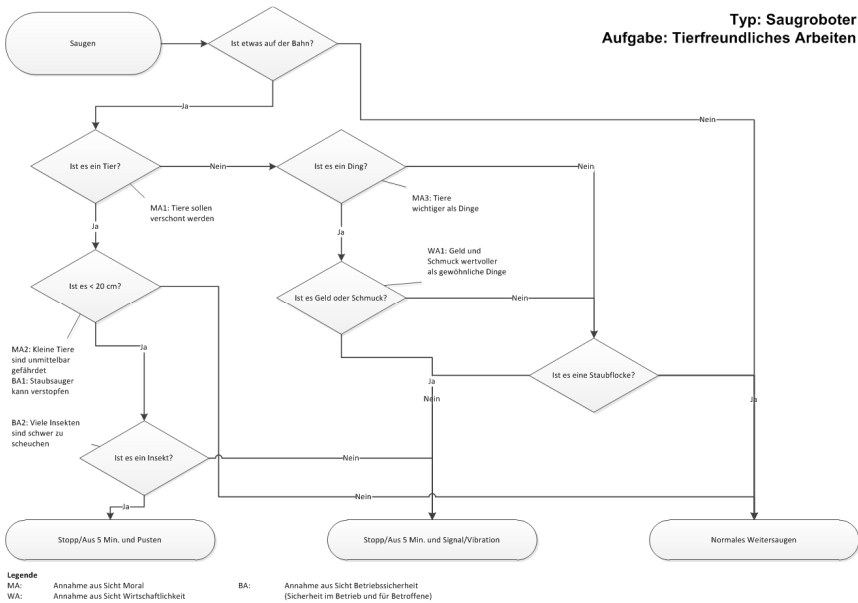 Typ: Saugroboter
Aufgabe: Tierfreundliches Arbeiten
Saugen
Ist etwas auf der Bahn?
Ja
Nein
Ist es ein Tier?
Nein
Ist es ein Ding?
Nein
MA1: Tiere sollen
verschont werden
MA3: Tiere
wichtiger als Dinge
Ja
Ja
WA1: Geld und
Schmuck wertvoller
als gewöhnliche Dinge
Ist es < 20 cm?
Ist es Geld oder Schmuck?
Nein
MA2: Kleine Tiere
sind unmittelbar
gefährdet
BA1: Staubsauger
kann verstopfen
Ja
Ist es eine Staubflocke?
Ja
Nein
Ja
BA2: Viele Insekten
sind schwer zu
scheuchen
Ist es ein Insekt?
Nein
Nein
Ja
Stopp/Aus 5 Min. und Pusten
Stopp/Aus 5 Min. und Signal/Vibration
Normales Weitersaugen
Legende
MA: Annahme aus Sicht Moral BA: Annahme aus Sicht Betriebssicherheit
WA: Annahme aus Sicht Wirtschaftlichkeit (Sicherheit im Betrieb und für Betroffene)